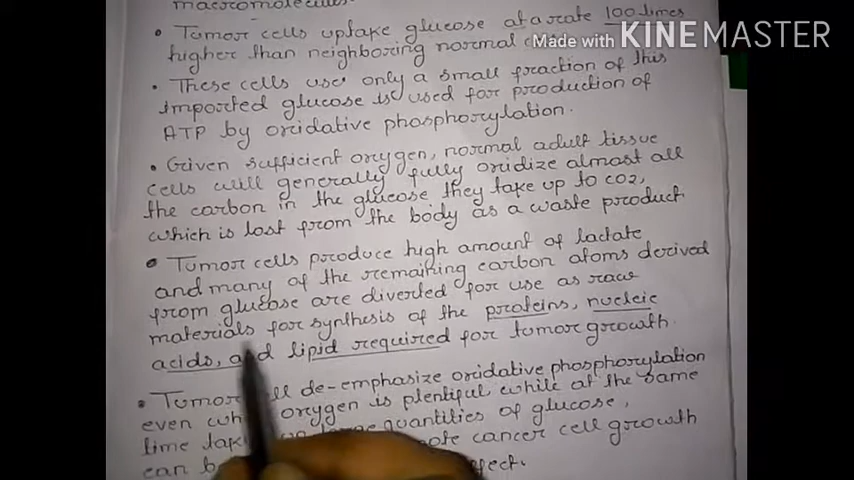 macromolecules.
• Tumor cells uptake glucose at a rate 100 times
higher than neighboring normal
Made with KINEMASTER
• These cells use only a small fraction of this
imported glucose is used for production of
ATP by oxidative phosphorylation.
• Given sufficient oxygen, normal adult tissue
cells will generally fully oxidize almost all
the carbon in the glucose they take up to CO2,
which is lost from the body as a waste product
• Tumor cells produce high amount of lactate
and many of the remaining carbon atoms derived
from glucose are diverted for use as raw
materials for synthesis of the proteins, nucleic
acids, and lipid required for tumor growth.
• Tumor cell de-emphasize oxidative phosphorylation
even oxygen is plentiful while at the same
time quantities of glucose,
cancer cell growth
can